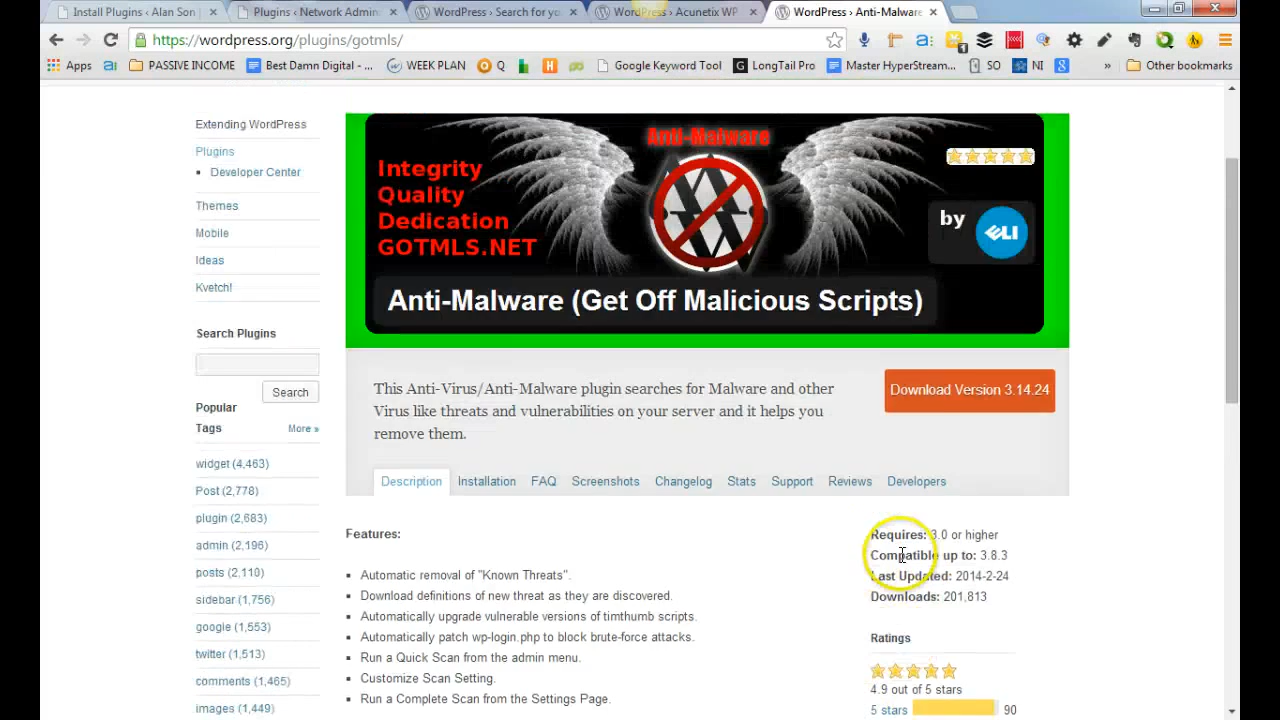 Install Plugins ‹ Alan Son
Plugins ‹ Network Admin
WordPress › Search for yo
WordPress › Acunetix WP
WordPress › Anti-Malware
https://wordpress.org/plugins/gotmls/
a:
1
Apps
PASSIVE INCOME
Best Damn Digital - ...
WEEK PLAN
Q
H
Google Keyword Tool
G LongTail Pro
Master HyperStream...
SO
NI
8
»
Other bookmarks
Extending WordPress
Plugins
Developer Center
Themes
Mobile
Ideas
Kvetch!
Search Plugins
Search
Popular
Tags
More »
widget (4,463)
Post (2,778)
plugin (2,683)
admin (2,196)
posts (2,110)
sidebar (1,756)
google (1,553)
twitter (1,513)
comments (1,465)
images (1,449)
Anti-Malware
Integrity
Quality
Dedication
GOTMLS.NET
by
ELI
Anti-Malware (Get Off Malicious Scripts)
This Anti-Virus/Anti-Malware plugin searches for Malware and other
Virus like threats and vulnerabilities on your server and it helps you
remove them.
Download Version 3.14.24
Description Installation FAQ Screenshots Changelog Stats Support Reviews Developers
Features:
Automatic removal of "Known Threats".
Download definitions of new threat as they are discovered.
Automatically upgrade vulnerable versions of timthumb scripts.
Automatically patch wp-login.php to block brute-force attacks.
Run a Quick Scan from the admin menu.
Customize Scan Setting.
Run a Complete Scan from the Settings Page.
Requires: 3.0 or higher
Compatible up to: 3.8.3
Last Updated: 2014-2-24
Downloads: 201,813
Ratings
4.9 out of 5 stars
5 stars 90